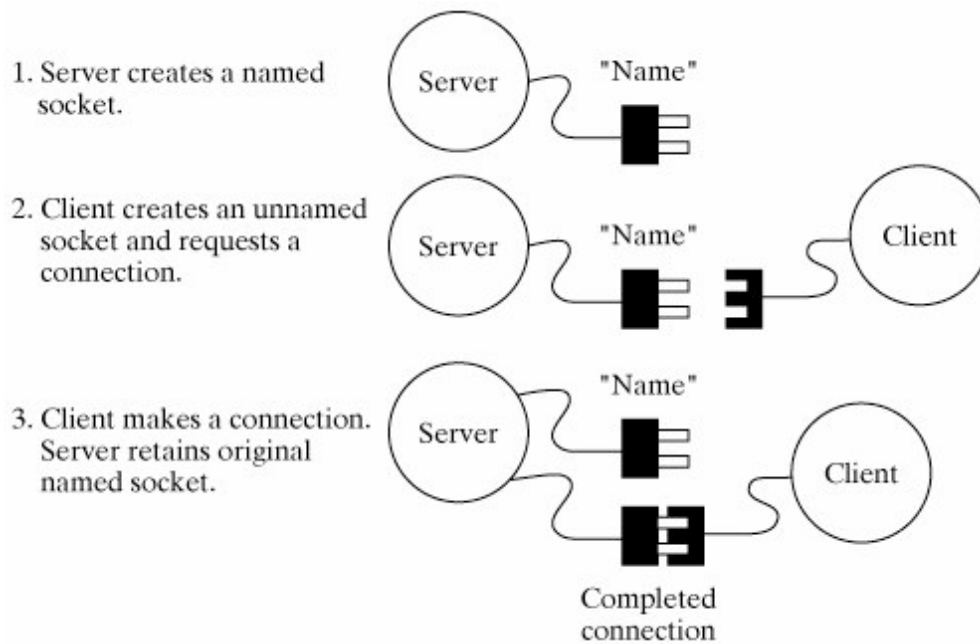 1. Server creates a named
socket.
Server
"Name"
2. Client creates an unnamed
socket and requests a
connection.
Server
"Name"
Client
3. Client makes a connection.
Server retains original
named socket.
Server
"Name"
Client
Completed
connection